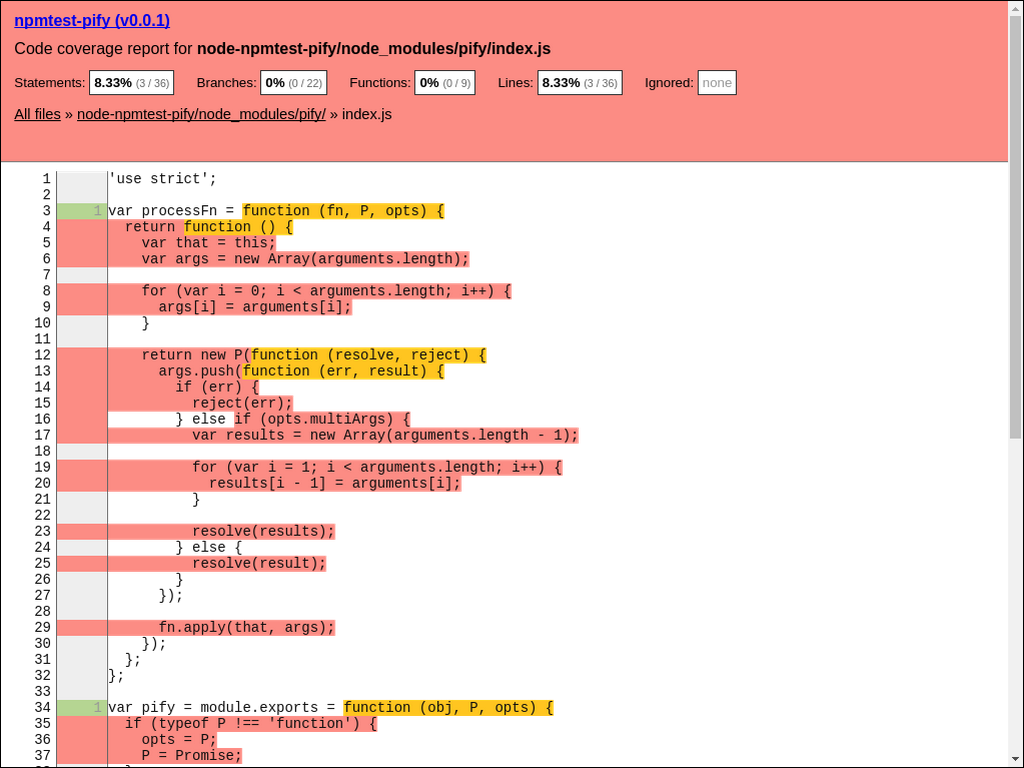 npmtest-pify (v0.0.1)
Code coverage report for node-npmtest-pify/node_modules/pify/index.js
Statements: 8.33% (3 / 36) Branches: 0% (0 / 22) Functions: 0% (0 / 9) Lines: 8.33% (3 / 36) Ignored: none
All files » node-npmtest-pify/node_modules/pify/ » index.js
1 'use strict';
2
3 1 var processFn = function (fn, P, opts) {
4 return function () {
5 var that = this;
6 var args = new Array(arguments.length);
7
8 for (var i = 0; i < arguments.length; i++) {
9 args[i] = arguments[i];
10 }
11
12 return new P(function (resolve, reject) {
13 args.push(function (err, result) {
14 if (err) {
15 reject(err);
16 } else if (opts.multiArgs) {
17 var results = new Array(arguments.length - 1);
18
19 for (var i = 1; i < arguments.length; i++) {
20 results[i - 1] = arguments[i];
21 }
22
23 resolve(results);
24 } else {
25 resolve(result);
26 }
27 });
28
29 fn.apply(that, args);
30 });
31 };
32 };
33
34 1 var pify = module.exports = function (obj, P, opts) {
35 if (typeof P !== 'function') {
36 opts = P;
37 P = Promise;